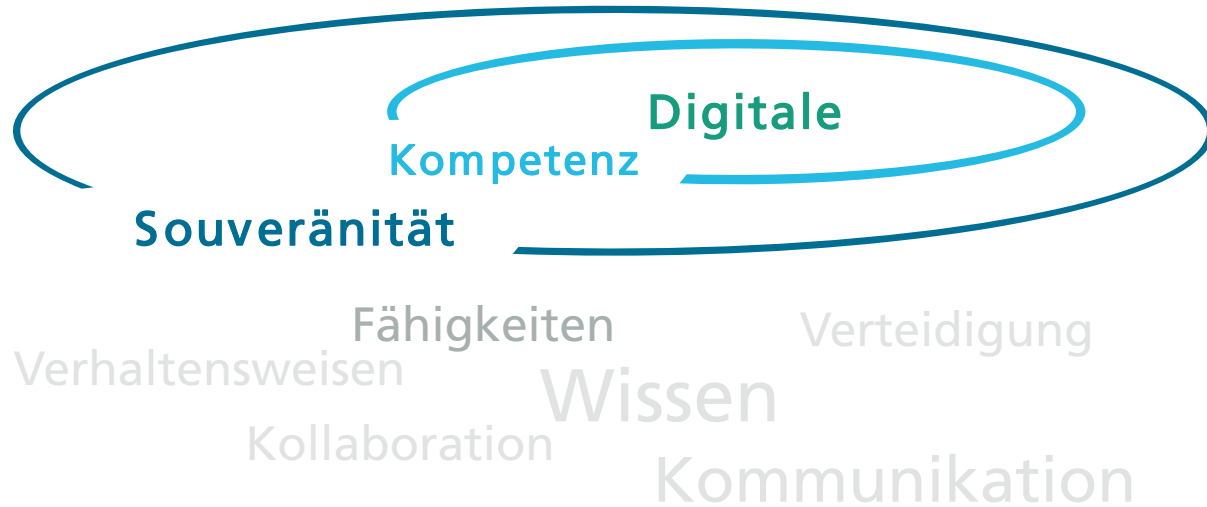 Digitale
Kompetenz
Souveränität
Fähigkeiten
Verteidigung
Verhaltensweisen
Wissen
Kollaboration
Kommunikation